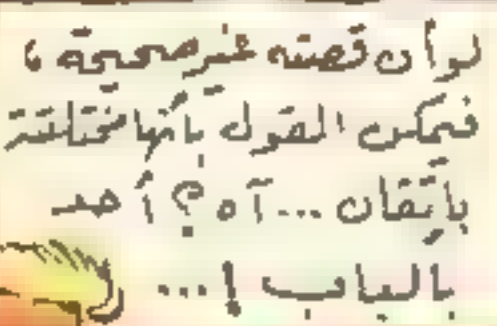 لو أن قصته غير صحيحة ،
فيمكن القول بأنها مختلقة
بإتقان ... آه ؟ أحد
بالباب ! ...